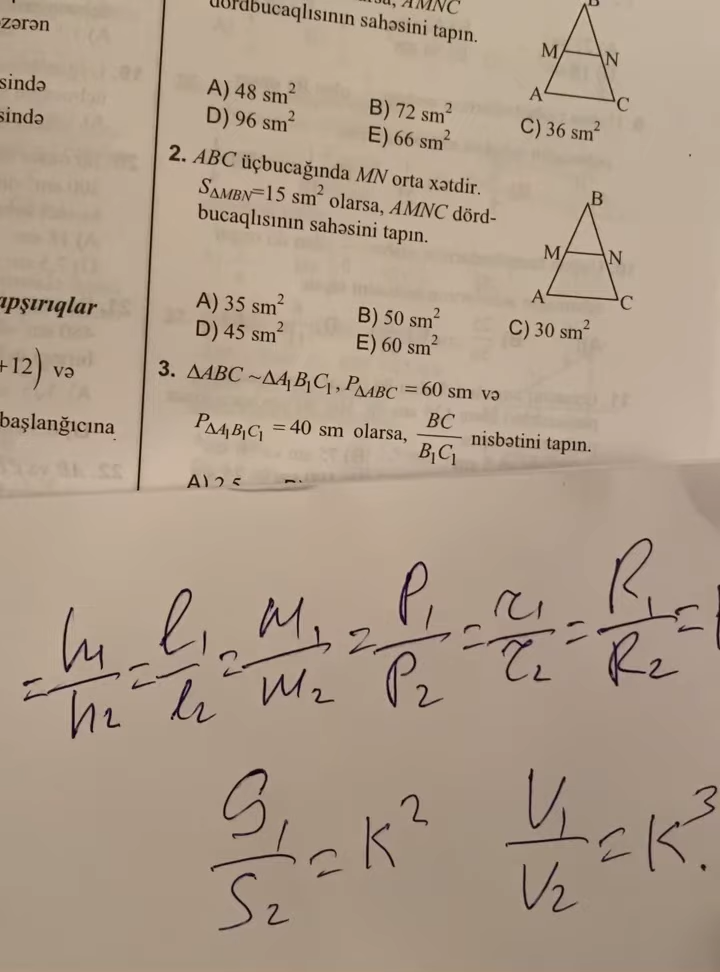 AMNC
dördbucaqlısının sahəsini tapın.
B
M N
A C
A) 48 sm² B) 72 sm² C) 36 sm²
D) 96 sm² E) 66 sm²
zərən
sində
sində
apşırıqlar
+12) və
başlanğıcına
2. ABC üçbucağında MN orta xətdir.
S△MBN=15 sm² olarsa, AMNC dörd-
bucaqlısının sahəsini tapın.
B
M N
A C
A) 35 sm² B) 50 sm² C) 30 sm²
D) 45 sm² E) 60 sm²
3. ΔABC ~ΔA₁B₁C₁, P△ABC = 60 sm və
P△A₁B₁C₁ = 40 sm olarsa, BC/B₁C₁ nisbətini tapın.
= h₁/h₂ = l₁/l₂ = m₁/m₂ = P₁/P₂ = r₁/r₂ = R₁/R₂ =
S₁/S₂ = K² V₁/V₂ = K³.